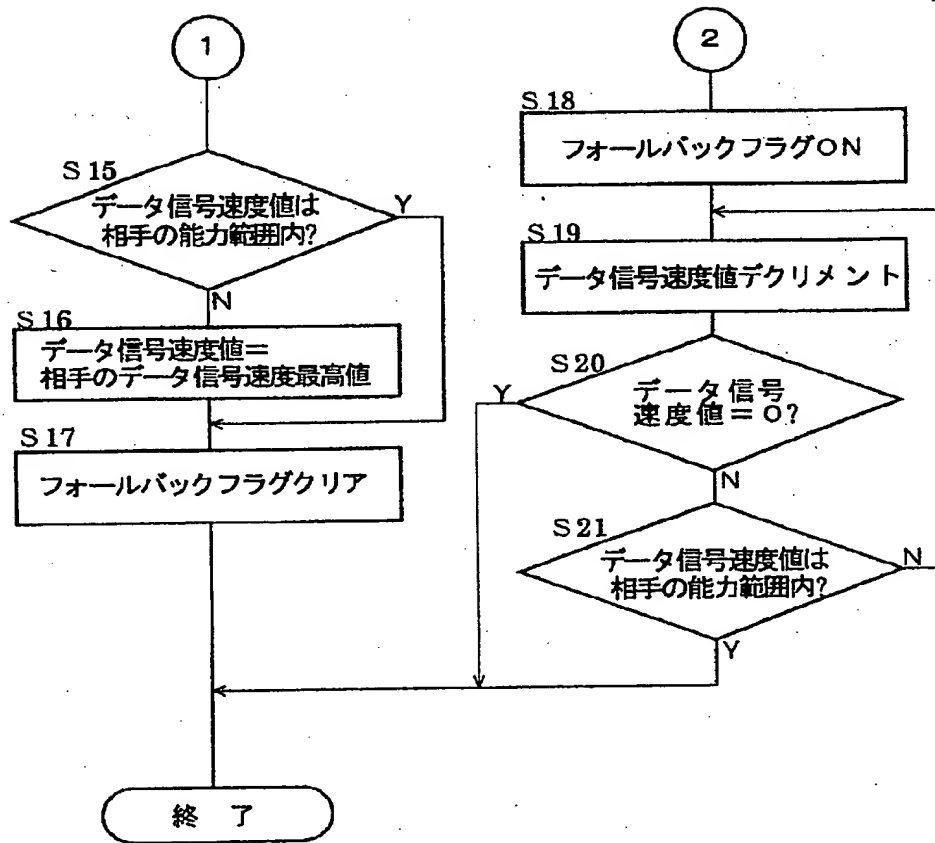 1
S15
データ信号速度値は
相手の能力範囲内?
Y
N
S16
データ信号速度値=
相手のデータ信号速度最高値
S17
フォールバックフラグクリア
2
S18
フォールバックフラグON
S19
データ信号速度値デクリメント
S20
データ信号
速度値=0?
Y
N
S21
データ信号速度値は
相手の能力範囲内?
N
Y
終了